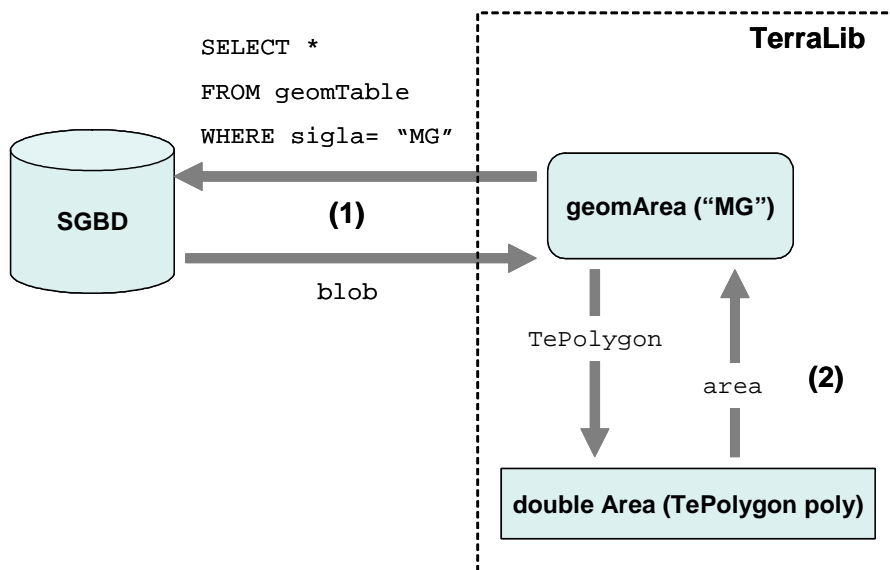 TerraLib
SELECT *
FROM geomTable
WHERE sigla= “MG”
SGBD
(1)
geomArea (“MG”)
blob
TePolygon
area
(2)
double Area (TePolygon poly)